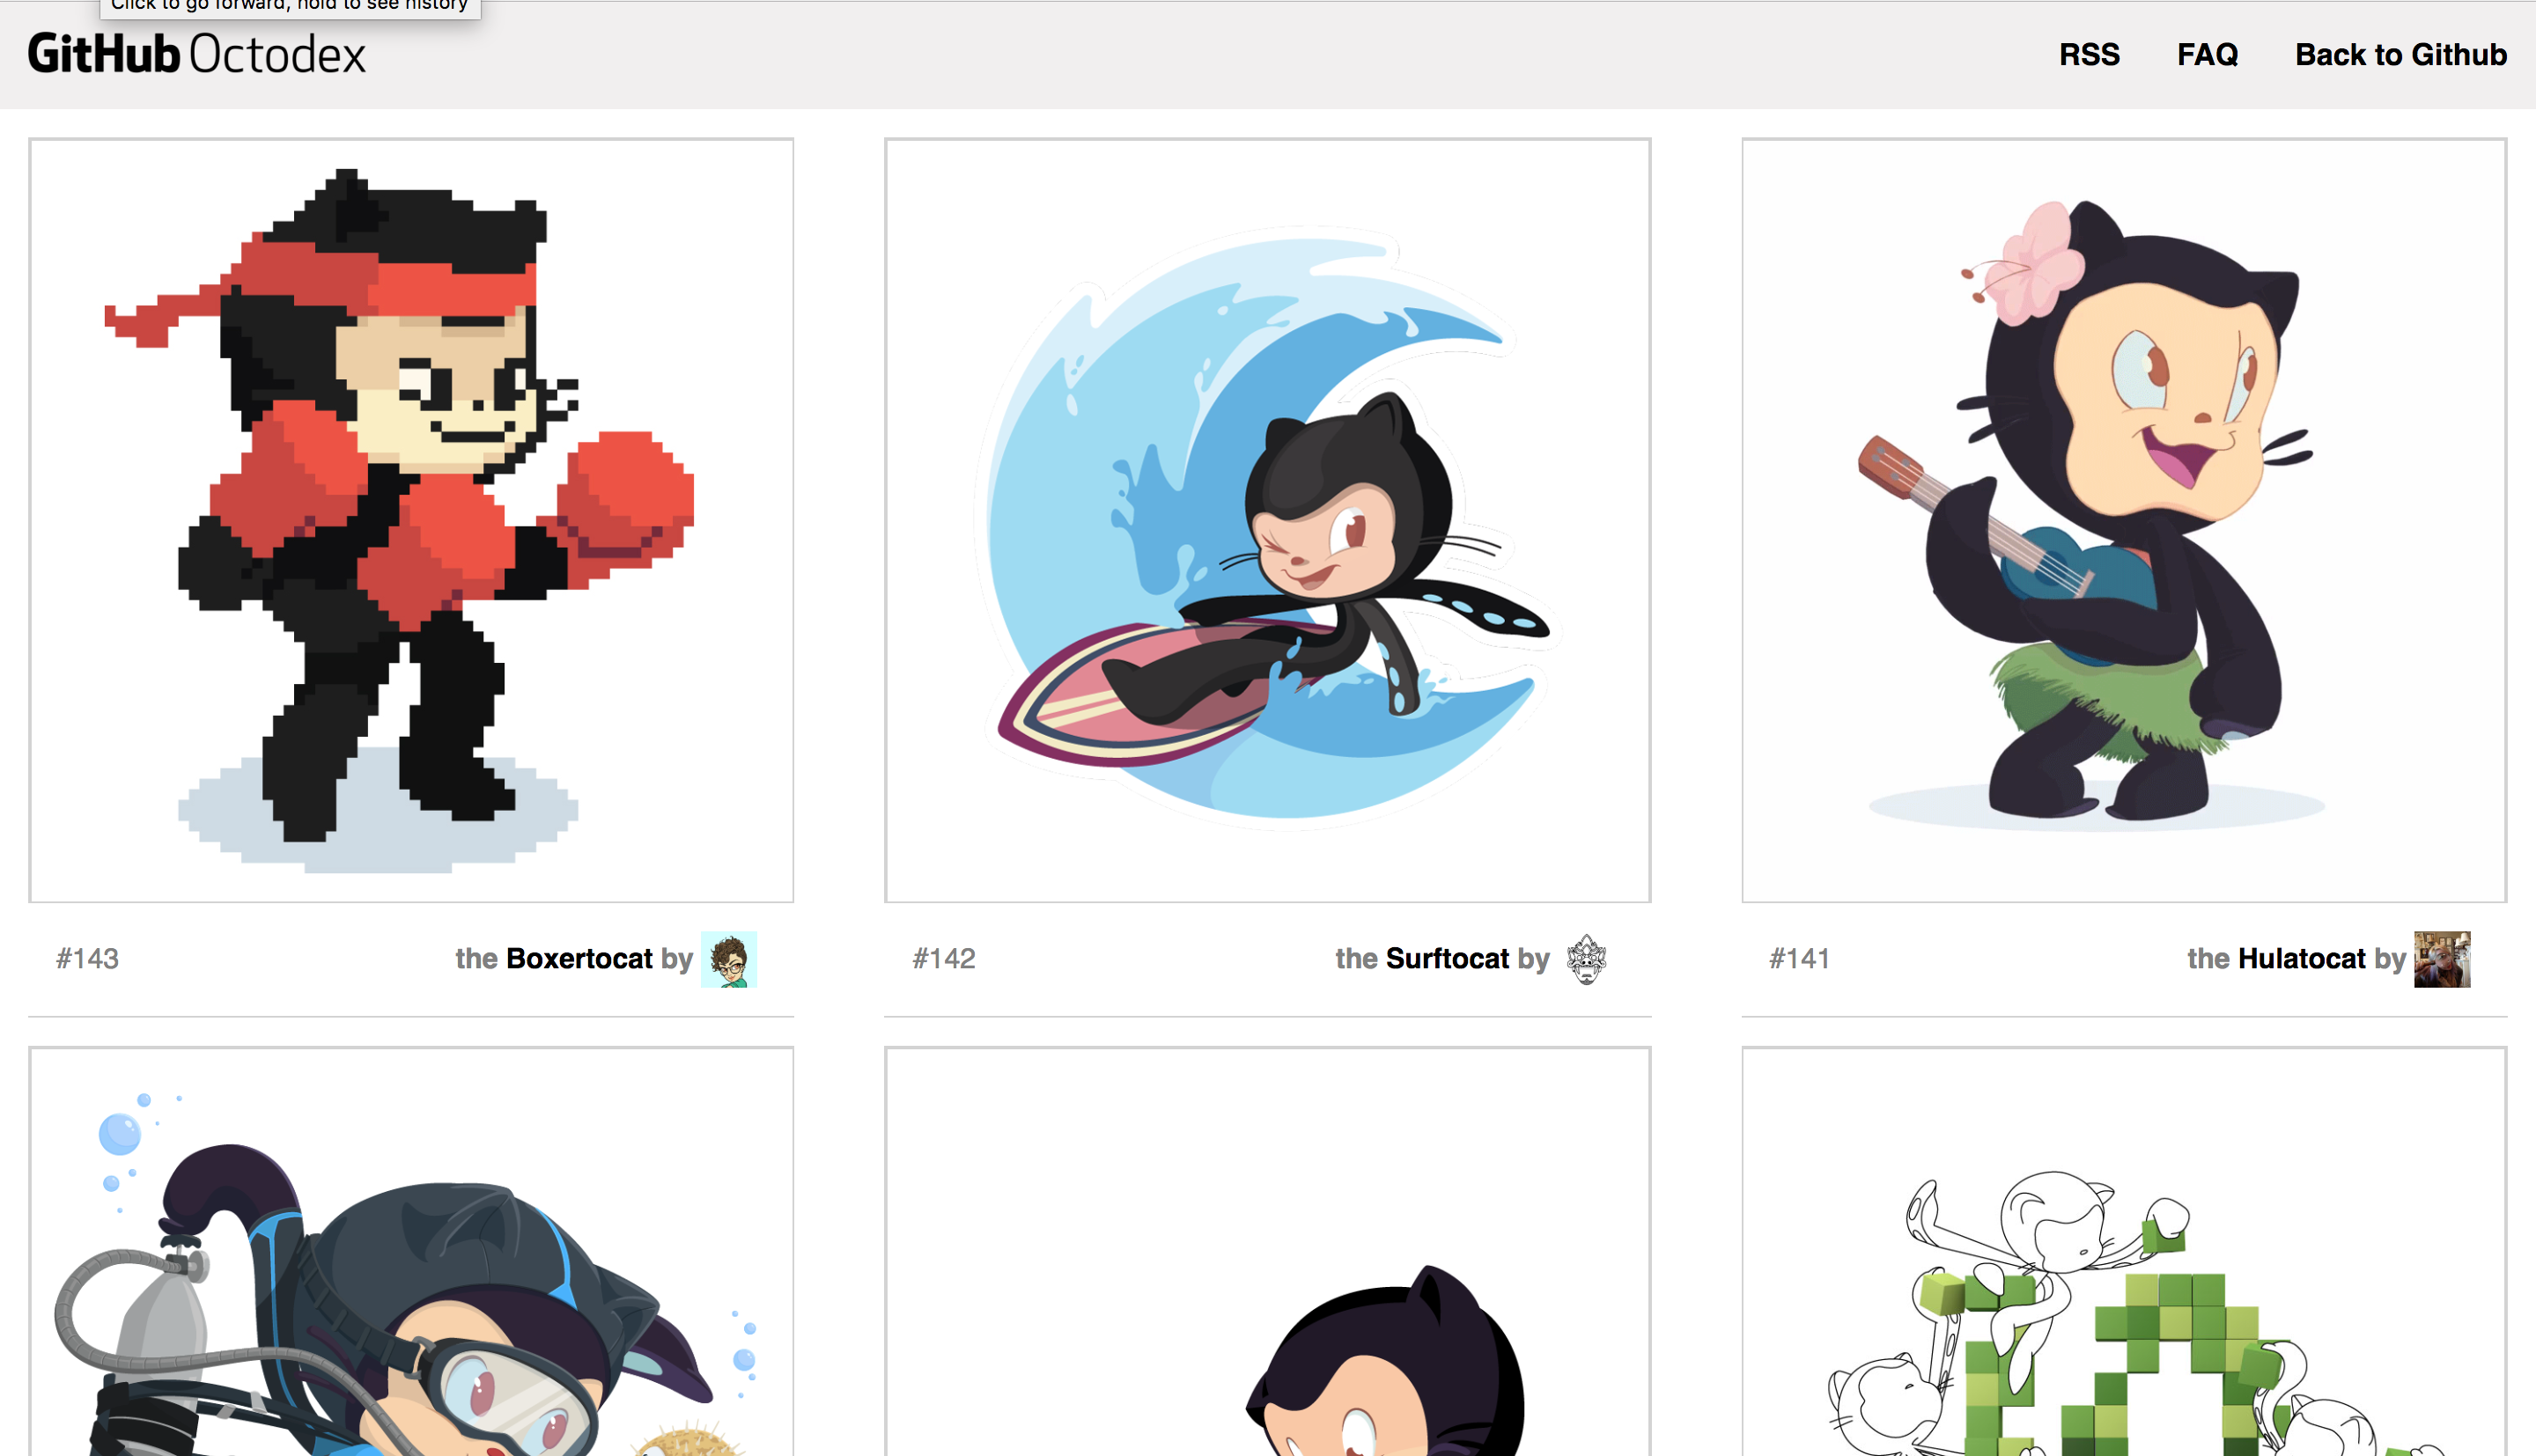 Click to go forward, hold to see history
GitHub Octodex
RSS FAQ Back to Github
#143 the Boxertocat by
#142 the Surftocat by
#141 the Hulatocat by